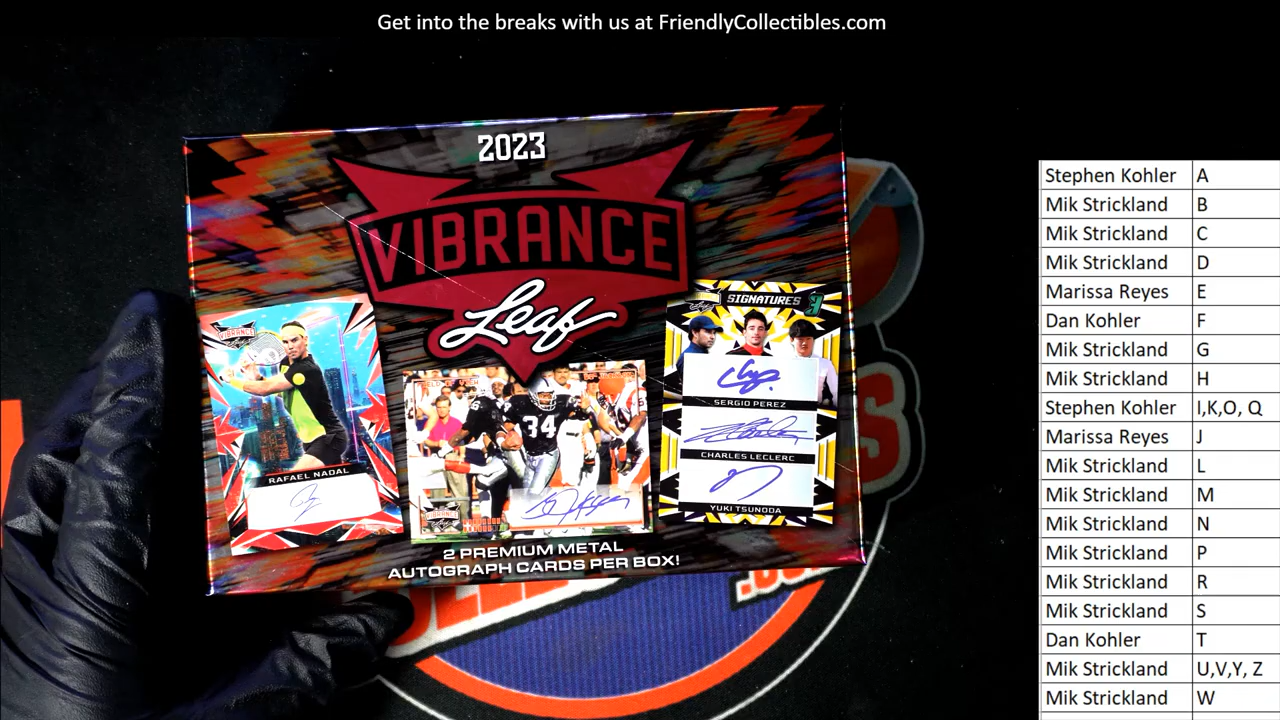 Get into the breaks with us at FriendlyCollectibles.com
2023
VIBRANCE
Leaf
VIBRANCE
RAFAEL NADAL
34
VIBRANCE
SIGNATURES
SERGIO PEREZ
CHARLES LECLERC
YUKI TSUNODA
2 PREMIUM METAL
AUTOGRAPH CARDS PER BOX!
Stephen Kohler A
Mik Strickland B
Mik Strickland C
Mik Strickland D
Marissa Reyes E
Dan Kohler F
Mik Strickland G
Mik Strickland H
Stephen Kohler I,K,O, Q
Marissa Reyes J
Mik Strickland L
Mik Strickland M
Mik Strickland N
Mik Strickland P
Mik Strickland R
Mik Strickland S
Dan Kohler T
Mik Strickland U,V,Y, Z
Mik Strickland W